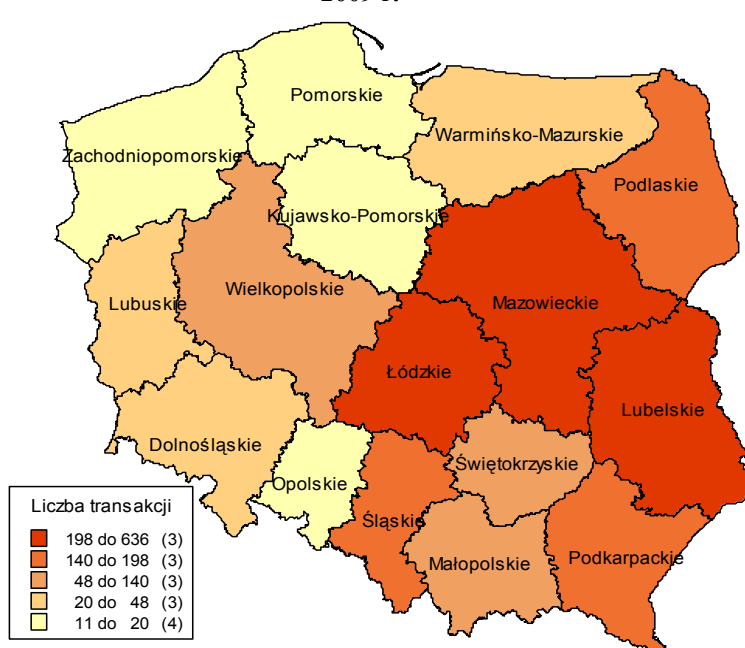 2009 r.
Pomorskie
Warmińsko-Mazurskie
Zachodniopomorskie
Podlaskie
Kujawsko-Pomorskie
Wielkopolskie
Mazowieckie
Lubuskie
Łódzkie
Lubelskie
Dolnośląskie
Świętokrzyskie
Opolskie
Śląskie
Małopolskie
Podkarpackie
Liczba transakcji
198 do 636 (3)
140 do 198 (3)
48 do 140 (3)
20 do 48 (3)
11 do 20 (4)